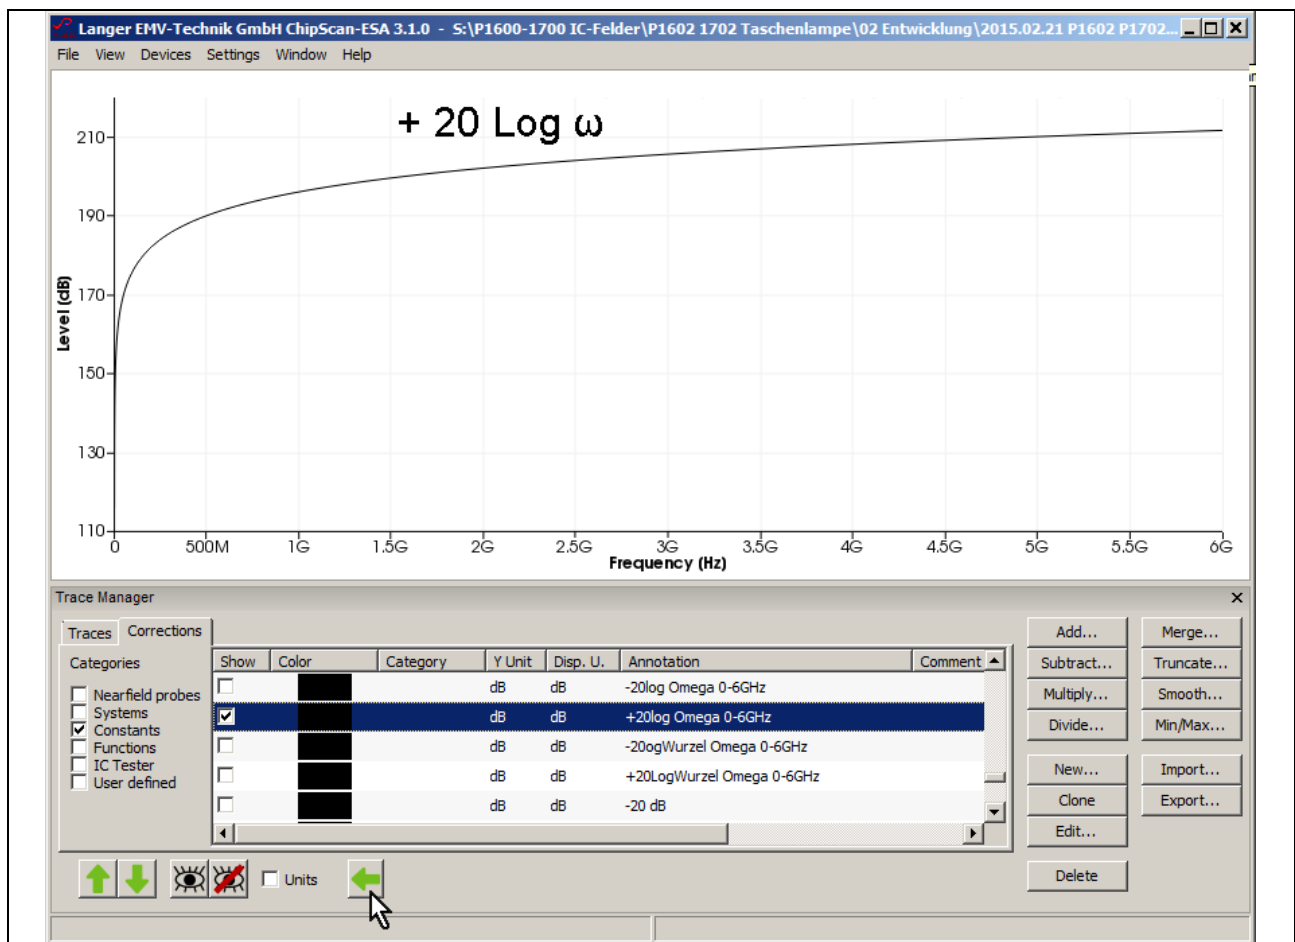 Langer EMV-Technik GmbH ChipScan-ESA 3.1.0 - S:\P1600-1700 IC-Felder\P1602 1702 Taschenlampe\02 Entwicklung\2015.02.21 P1602 P1702...
File View Devices Settings Window Help
+ 20 Log ω
210
190
170
150
130
110
Level (dB)
0 500M 1G 1.5G 2G 2.5G 3G 3.5G 4G 4.5G 5G 5.5G 6G
Frequency (Hz)
Trace Manager
Traces Corrections
Categories
Nearfield probes
Systems
Constants
Functions
IC Tester
User defined
Show Color Category Y Unit Disp. U. Annotation Comment
dB dB -20log Omega 0-6GHz
dB dB +20log Omega 0-6GHz
dB dB -20ogWurzel Omega 0-6GHz
dB dB +20LogWurzel Omega 0-6GHz
dB dB -20 dB
Add... Merge...
Subtract... Truncate...
Multiply... Smooth...
Divide... Min/Max...
New... Import...
Clone Export...
Edit...
Delete
Units